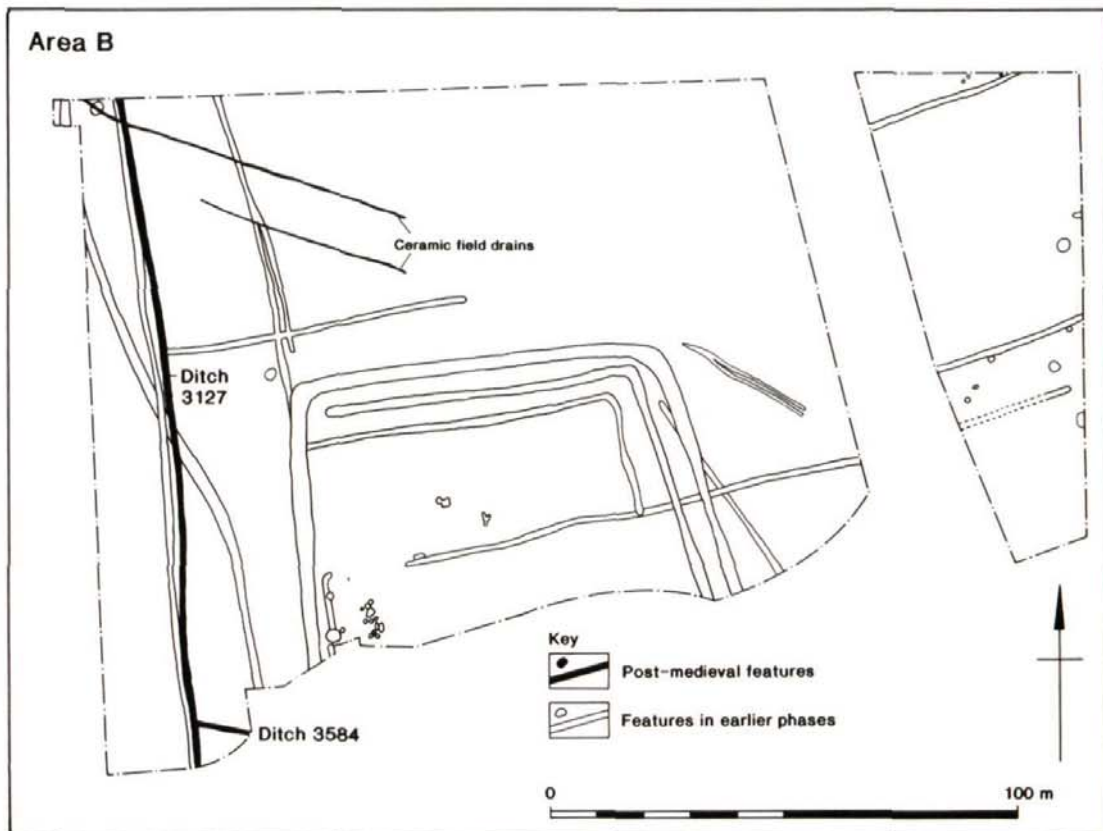 Area B
Ceramic field drains
Ditch
3127
Ditch 3584
Key
Post-medieval features
Features in earlier phases
0 100 m